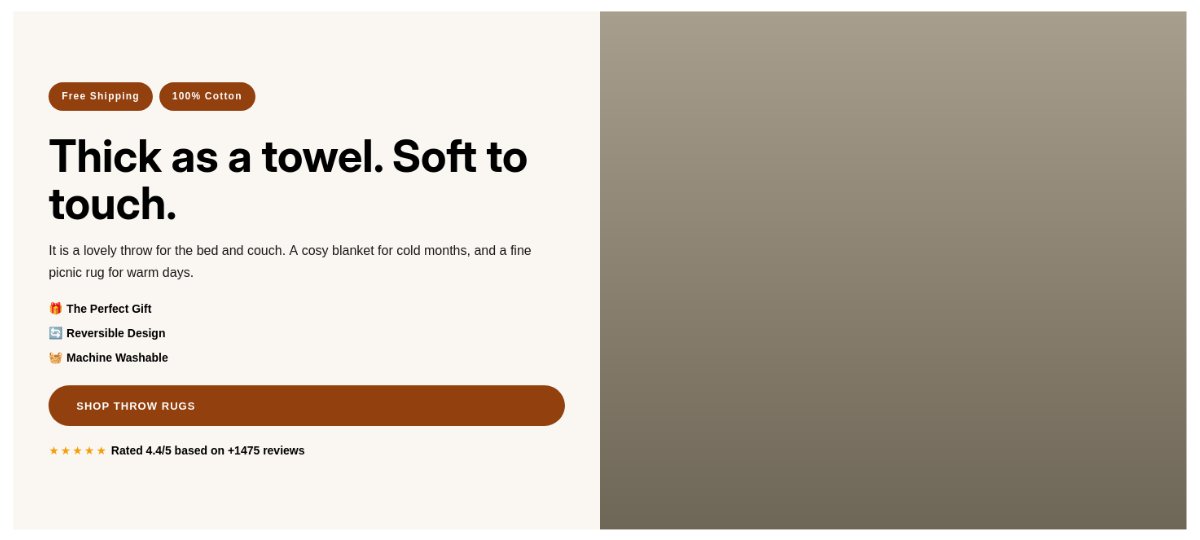 Free Shipping 100% Cotton
Thick as a towel. Soft to
touch.
It is a lovely throw for the bed and couch. A cosy blanket for cold months, and a fine
picnic rug for warm days.
🎁 The Perfect Gift
🔄 Reversible Design
🧺 Machine Washable
SHOP THROW RUGS
★★★★★ Rated 4.4/5 based on +1475 reviews